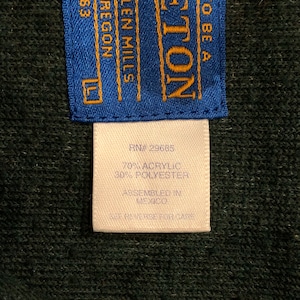 TO BE A
ETON
LEN MILLS
REGON
63
L
RN# 29685
70% ACRYLIC
30% POLYESTER
ASSEMBLED IN
MEXICO
SEE REVERSE FOR CARE